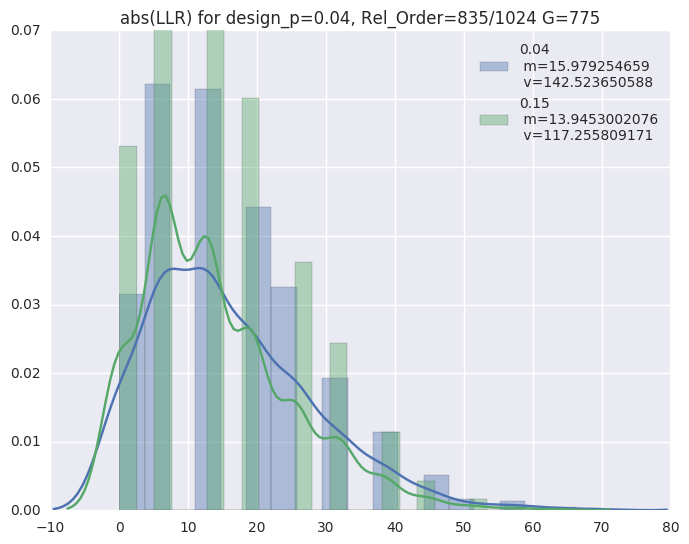 abs(LLR) for design_p=0.04, Rel_Order=835/1024 G=775
0.04
m=15.979254659
v=142.523650588
0.15
m=13.9453002076
v=117.255809171
0.07
0.06
0.05
0.04
0.03
0.02
0.01
0.00
−10 0 10 20 30 40 50 60 70 80